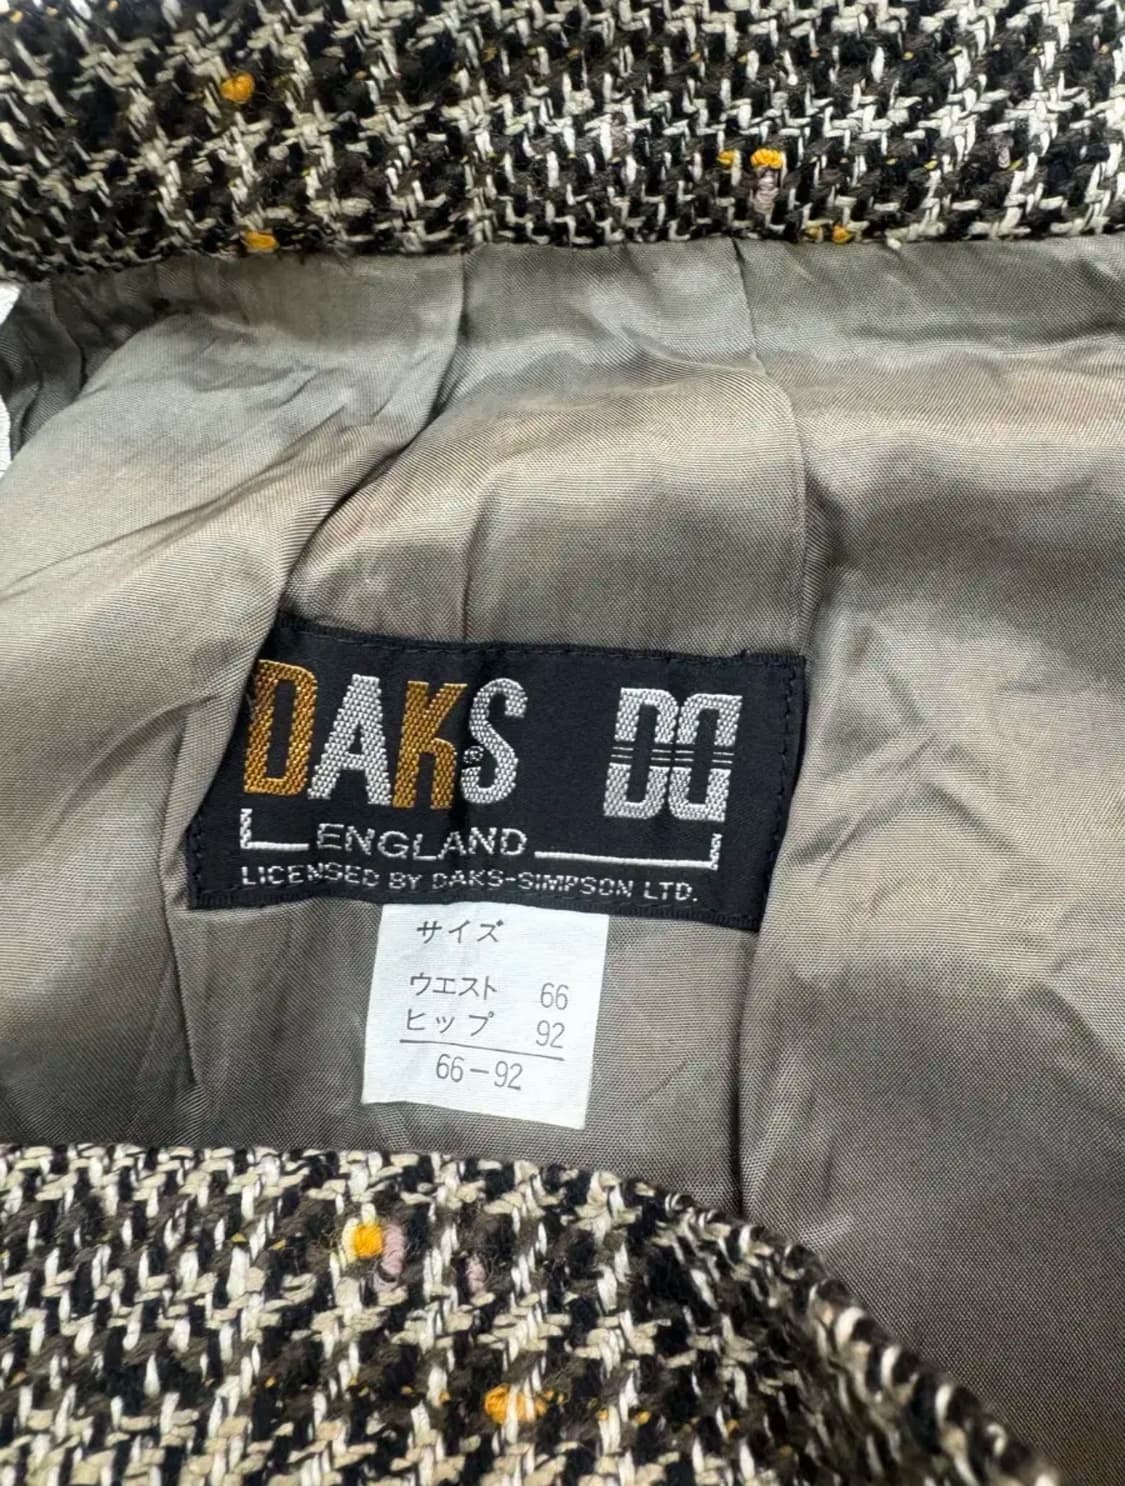 DAKS DD
ENGLAND
LICENSED BY DAKS-SIMPSON LTD.
サイズ
ウエスト 66
ヒップ 92
66-92